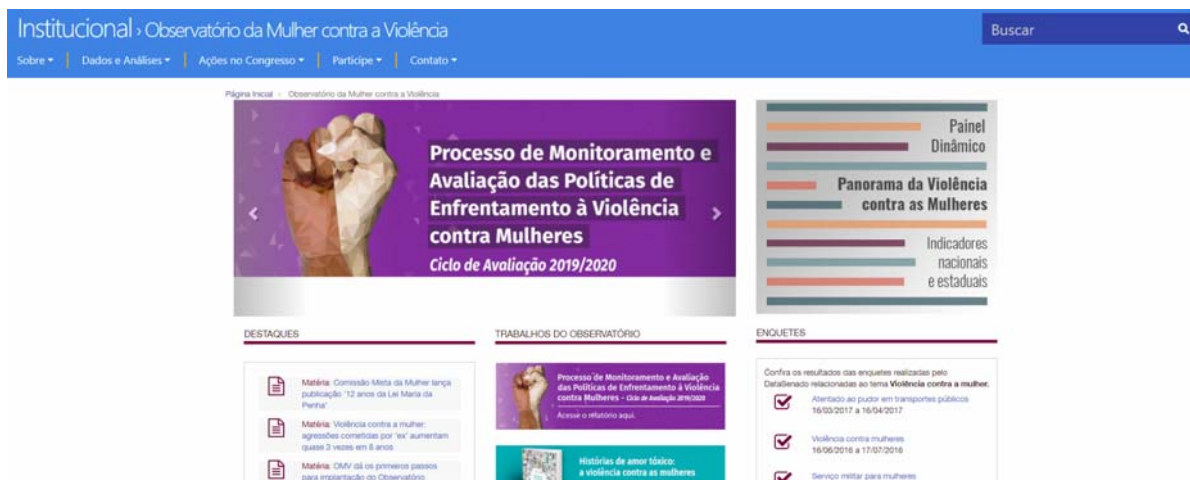 Institucional › Observatório da Mulher contra a Violência
Buscar
Sobre
Dados e Análises
Ações no Congresso
Participe
Contato
Página Inicial › Observatório da Mulher contra a Violência
Processo de Monitoramento e
Avaliação das Políticas de
Enfrentamento à Violência
contra Mulheres
Ciclo de Avaliação 2019/2020
Painel
Dinâmico
Panorama da Violência
contra as Mulheres
Indicadores
nacionais
e estaduais
DESTAQUES
Matéria: Comissão Mista da Mulher lança
publicação '12 anos da Lei Maria da
Penha'
Matéria: Violência contra a mulher:
agressões cometidas por 'ex' aumentam
quase 3 vezes em 8 anos
Matéria: OMV dá os primeiros passos
para implantação do Observatório
TRABALHOS DO OBSERVATÓRIO
Processo de Monitoramento e Avaliação
das Políticas de Enfrentamento à Violência
contra Mulheres - Ciclo de Avaliação 2019/2020
Acesse o relatório aqui.
Histórias de amor tóxico:
a violência contra as mulheres
ENQUETES
Confira os resultados das enquetes realizadas pelo
DataSenado relacionadas ao tema Violência contra a mulher.
Atentado ao pudor em transportes públicos
16/03/2017 a 16/04/2017
Violência contra mulheres
16/06/2016 a 17/07/2016
Serviço militar para mulheres